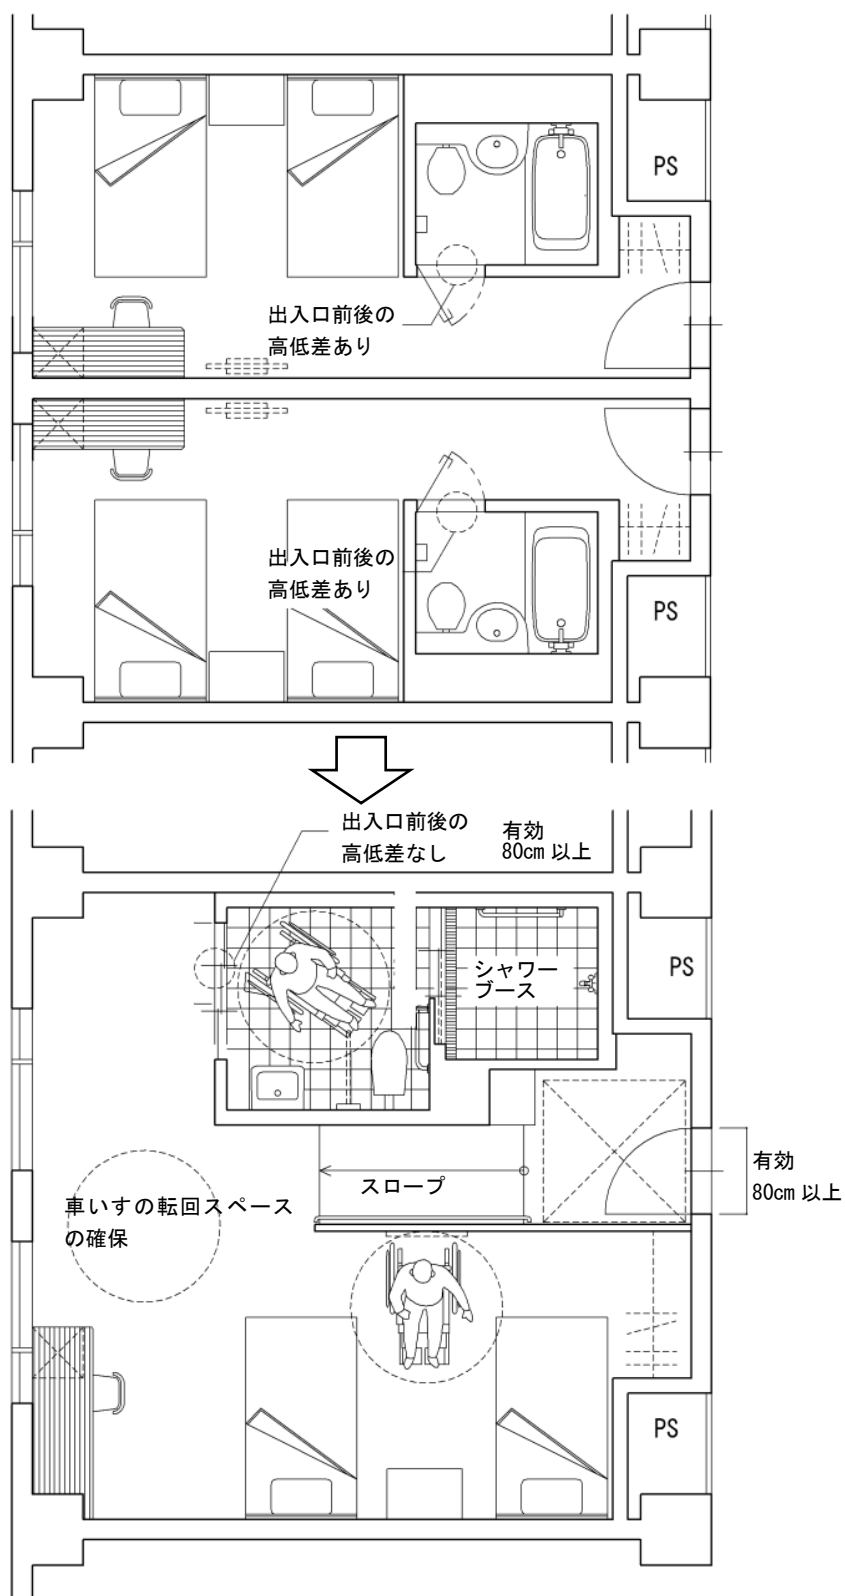 PS
出入口前後の
高低差あり
出入口前後の
高低差あり
PS
出入口前後の
高低差なし
有効
80cm 以上
シャワー
ブース
PS
有効
80cm 以上
スロープ
車いすの転回スペース
の確保
PS